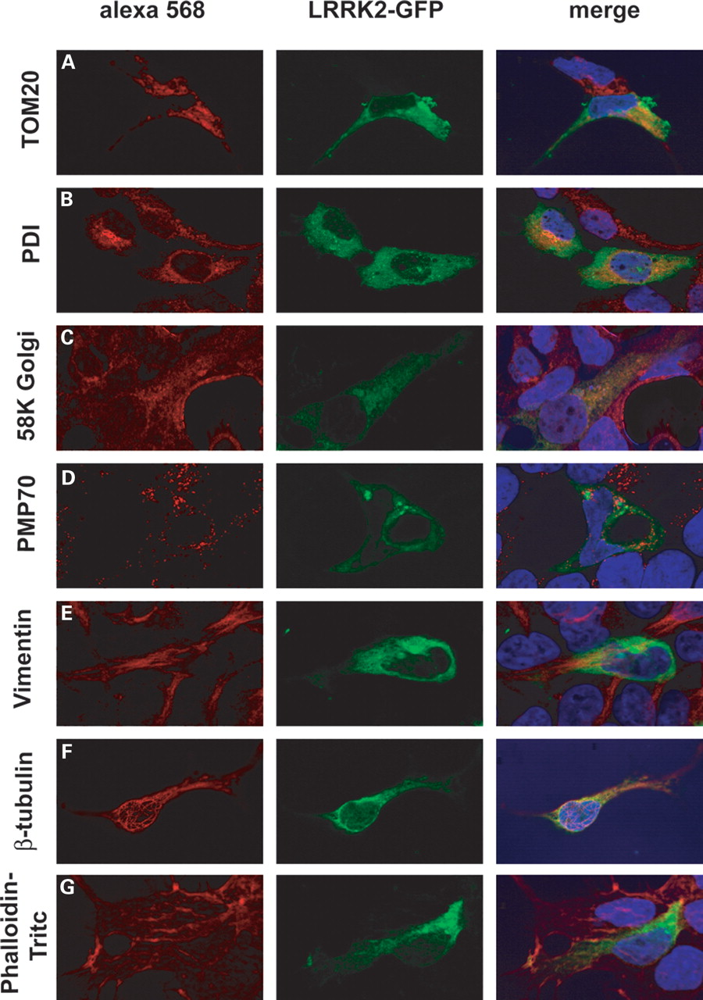 alexa 568 LRRK2-GFP merge
TOM20
A
PDI
B
58K Golgi
C
PMP70
D
Vimentin
E
β-tubulin
F
Phalloidin-
Tritc
G